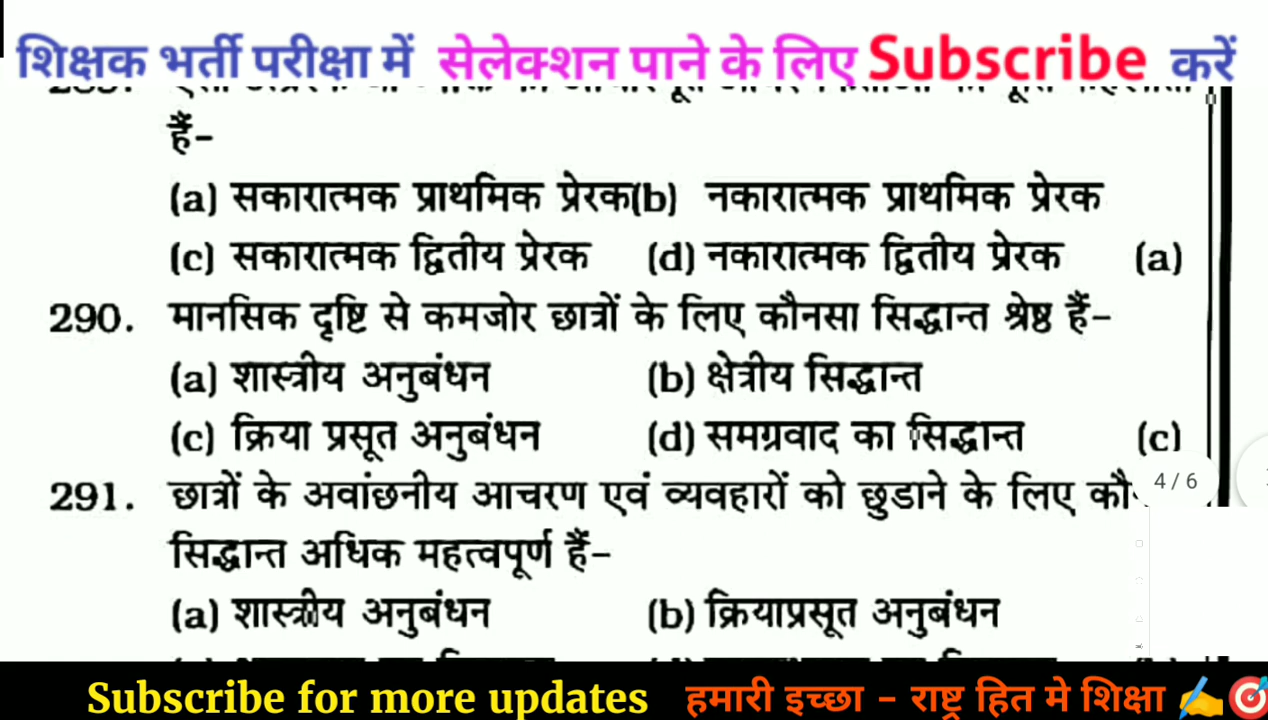 शिक्षक भर्ती परीक्षा में सेलेक्शन पाने के लिए Subscribe करें
हैं-
(a) सकारात्मक प्राथमिक प्रेरक(b) नकारात्मक प्राथमिक प्रेरक
(c) सकारात्मक द्वितीय प्रेरक (d) नकारात्मक द्वितीय प्रेरक (a)
290. मानसिक दृष्टि से कमजोर छात्रों के लिए कौनसा सिद्धान्त श्रेष्ठ हैं-
(a) शास्त्रीय अनुबंधन (b) क्षेत्रीय सिद्धान्त
(c) क्रिया प्रसूत अनुबंधन (d) समग्रवाद का सिद्धान्त (c)
4 / 6
291. छात्रों के अवांछनीय आचरण एवं व्यवहारों को छुडाने के लिए
सिद्धान्त अधिक महत्वपूर्ण हैं-
(a) शास्त्रीय अनुबंधन (b) क्रियाप्रसूत अनुबंधन
Subscribe for more updates हमारी इच्छा - राष्ट्र हित मे शिक्षा